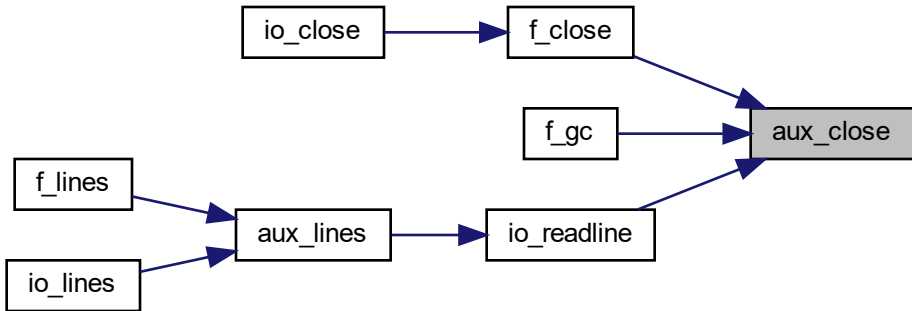 io_close
f_close
aux_close
f_gc
f_lines
aux_lines
io_readline
io_lines